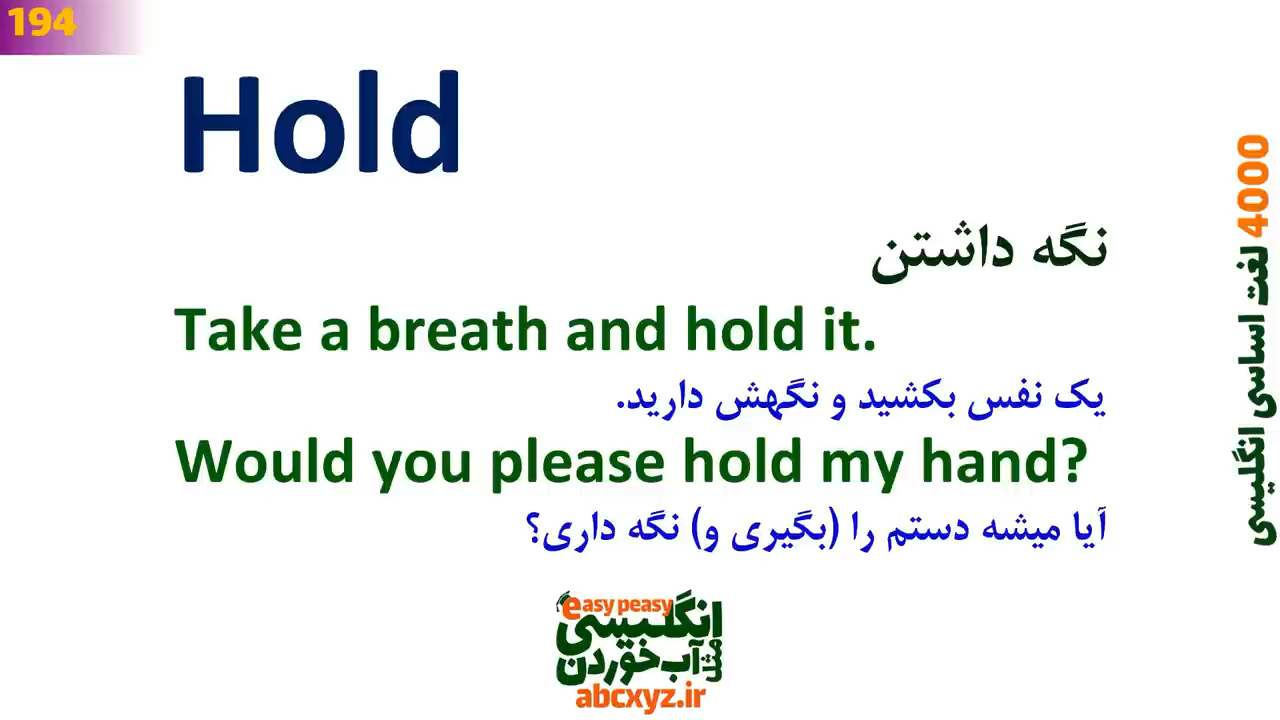 194
Hold
نگه داشتن
Take a breath and hold it.
یک نفس بکشید و نگهش دارید.
Would you please hold my hand?
آیا میشه دستم را (بگیری و) نگه داری؟
4000 لغت اساسی انگلیسی
easy peasy
انگلیسی
مثل آب خوردن
abcxyz.ir